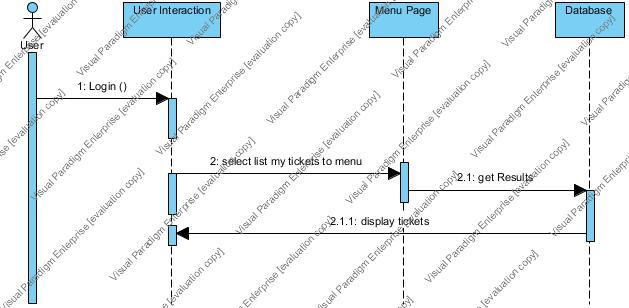 User Interaction
Menu Page
Database
User
1: Login ()
2: select list my tickets to menu
2.1: get Results
2.1.1: display tickets
Visual Paradigm Enterprise [evaluation copy]